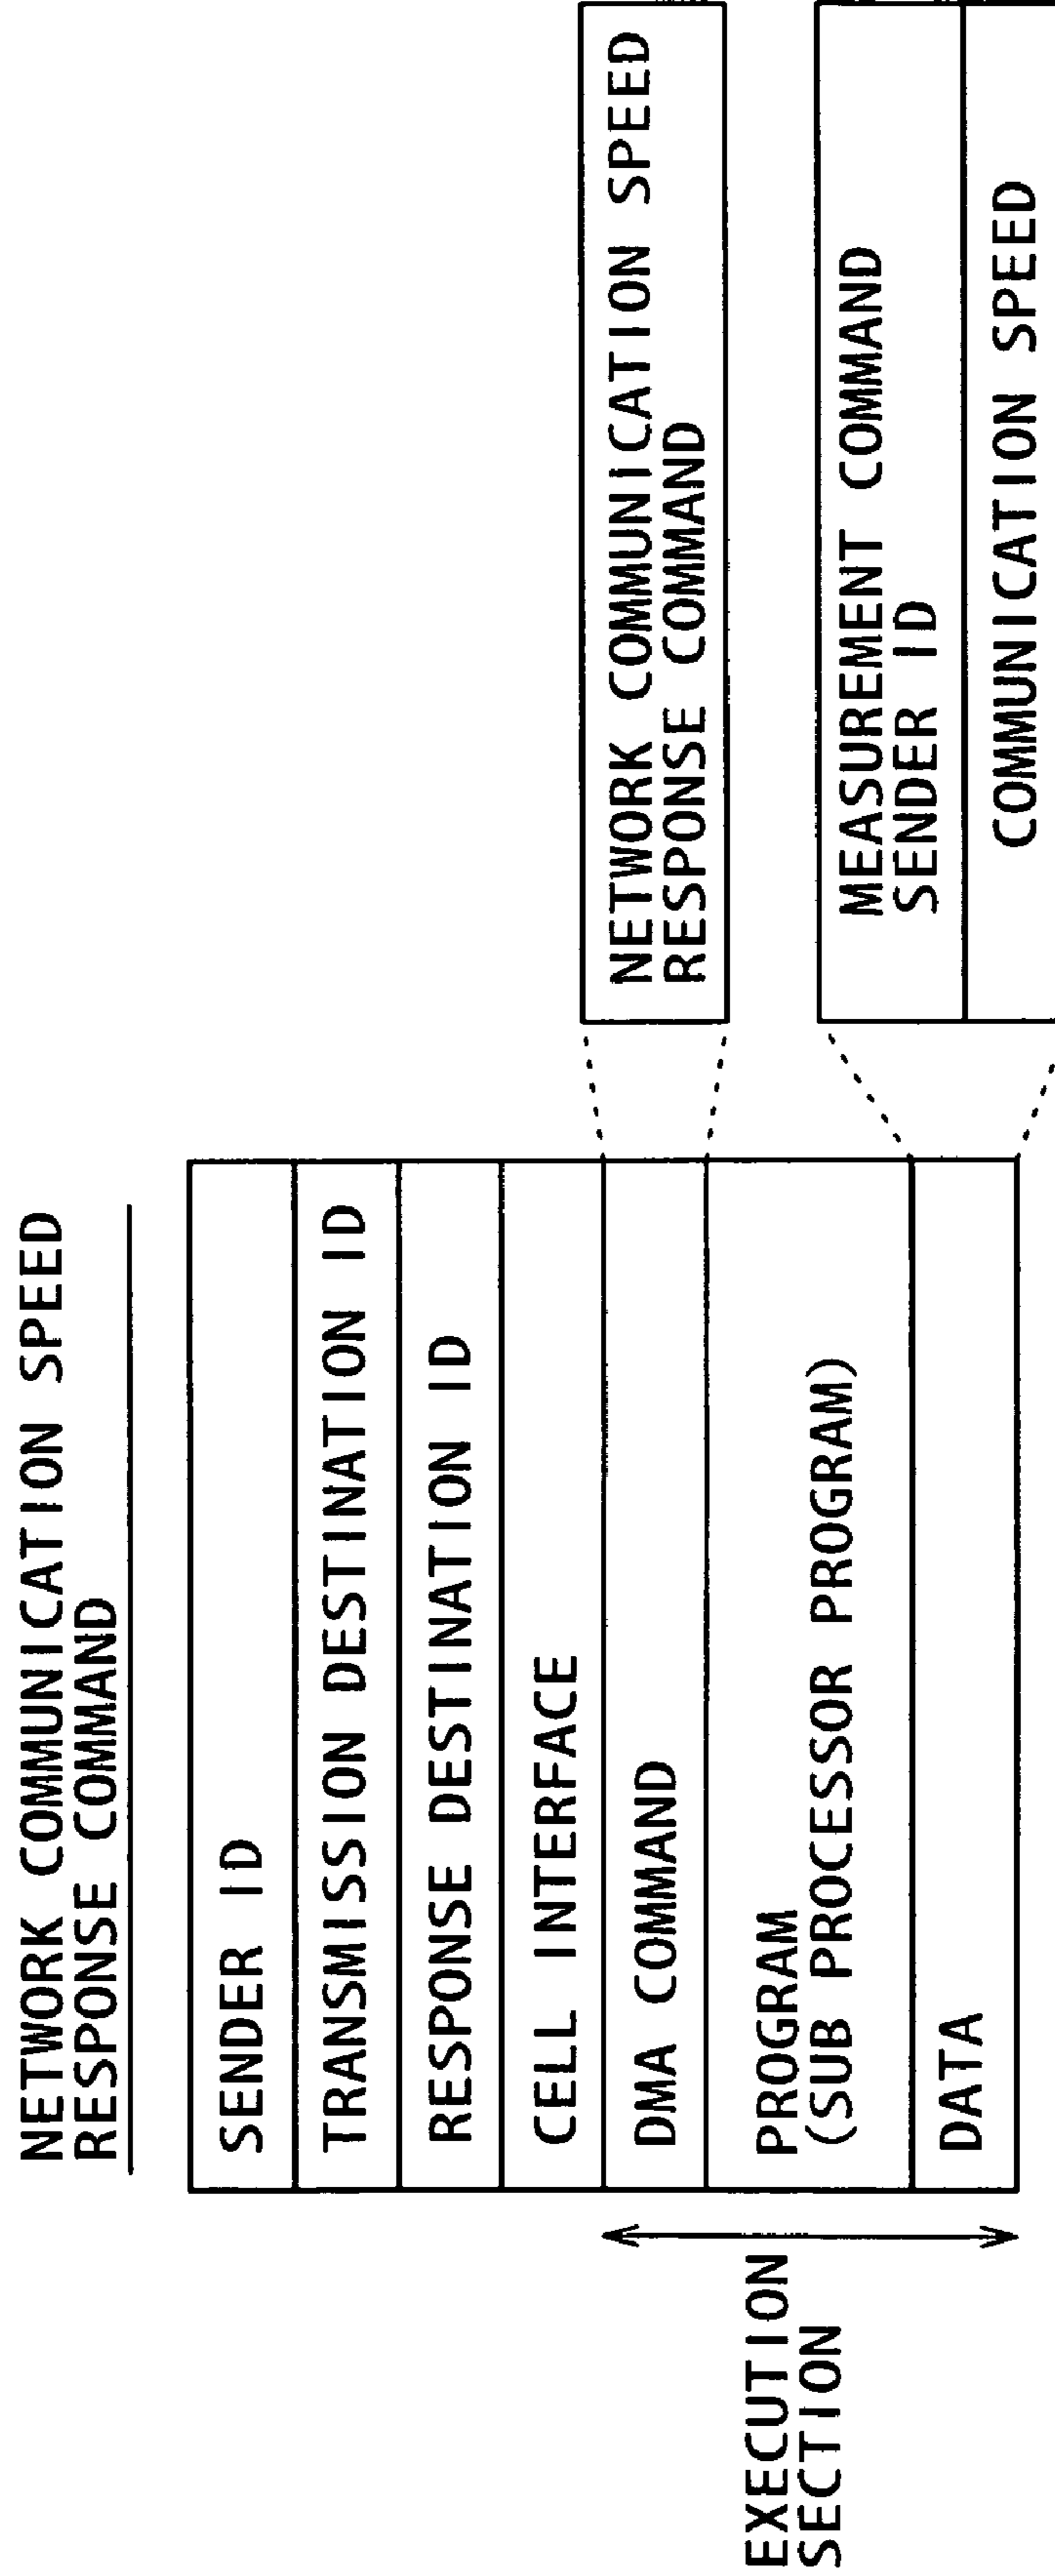 NETWORK COMMUNICATION SPEED
RESPONSE COMMAND
SENDER ID
TRANSMISSION DESTINATION ID
RESPONSE DESTINATION ID
CELL INTERFACE
EXECUTION
SECTION
DMA COMMAND
PROGRAM
(SUB PROCESSOR PROGRAM)
DATA
NETWORK COMMUNICATION SPEED
RESPONSE COMMAND
MEASUREMENT COMMAND
SENDER ID
COMMUNICATION SPEED